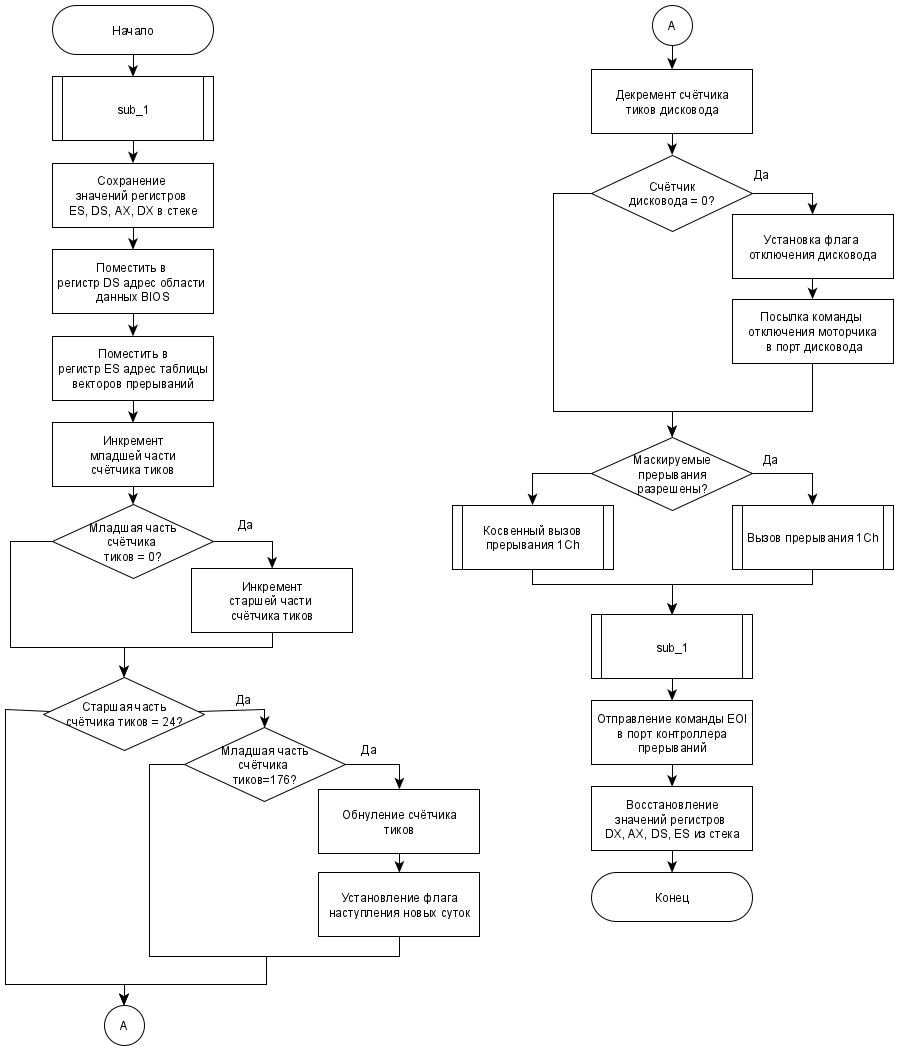 Начало
sub_1
Сохранение
значений регистров
ES, DS, AX, DX в стеке
Поместить в
регистр DS адрес области
данных BIOS
Поместить в
регистр ES адрес таблицы
векторов прерываний
Инкремент
младшей части
счётчика тиков
Младшая часть
счётчика
тиков = 0?
Да
Инкремент
старшей части
счётчика тиков
Старшая часть
счётчика тиков = 24?
Да
Младшая часть
счётчика
тиков=176?
Да
Обнуление счётчика
тиков
Установление флага
наступления новых суток
А
А
Декремент счётчика
тиков дисковода
Счётчик
дисковода = 0?
Да
Установка флага
отключения дисковода
Посылка команды
отключения моторчика
в порт дисковода
Маскируемые
прерывания
разрешены?
Да
Косвенный вызов
прерывания 1Ch
Вызов прерывания 1Ch
sub_1
Отправление команды EOI
в порт контроллера
прерываний
Восстановление
значений регистров
DX, AX, DS, ES из стека
Конец